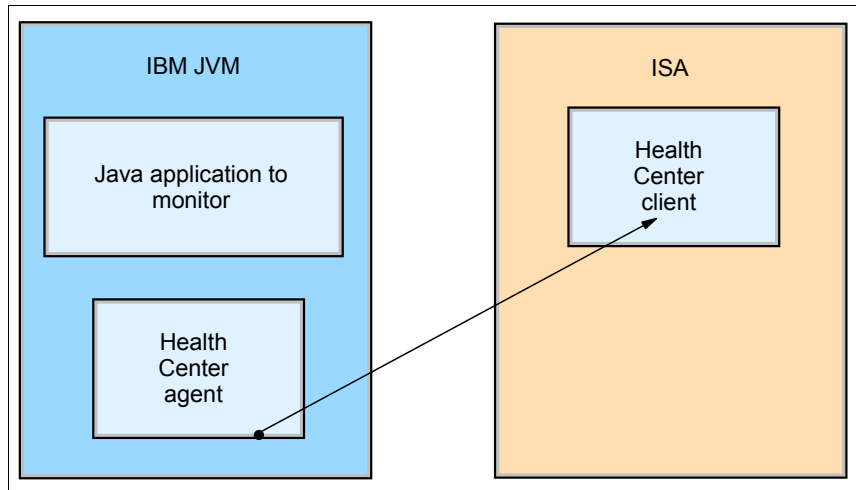 IBM JVM
Java application to
monitor
Health
Center
agent
ISA
Health
Center
client